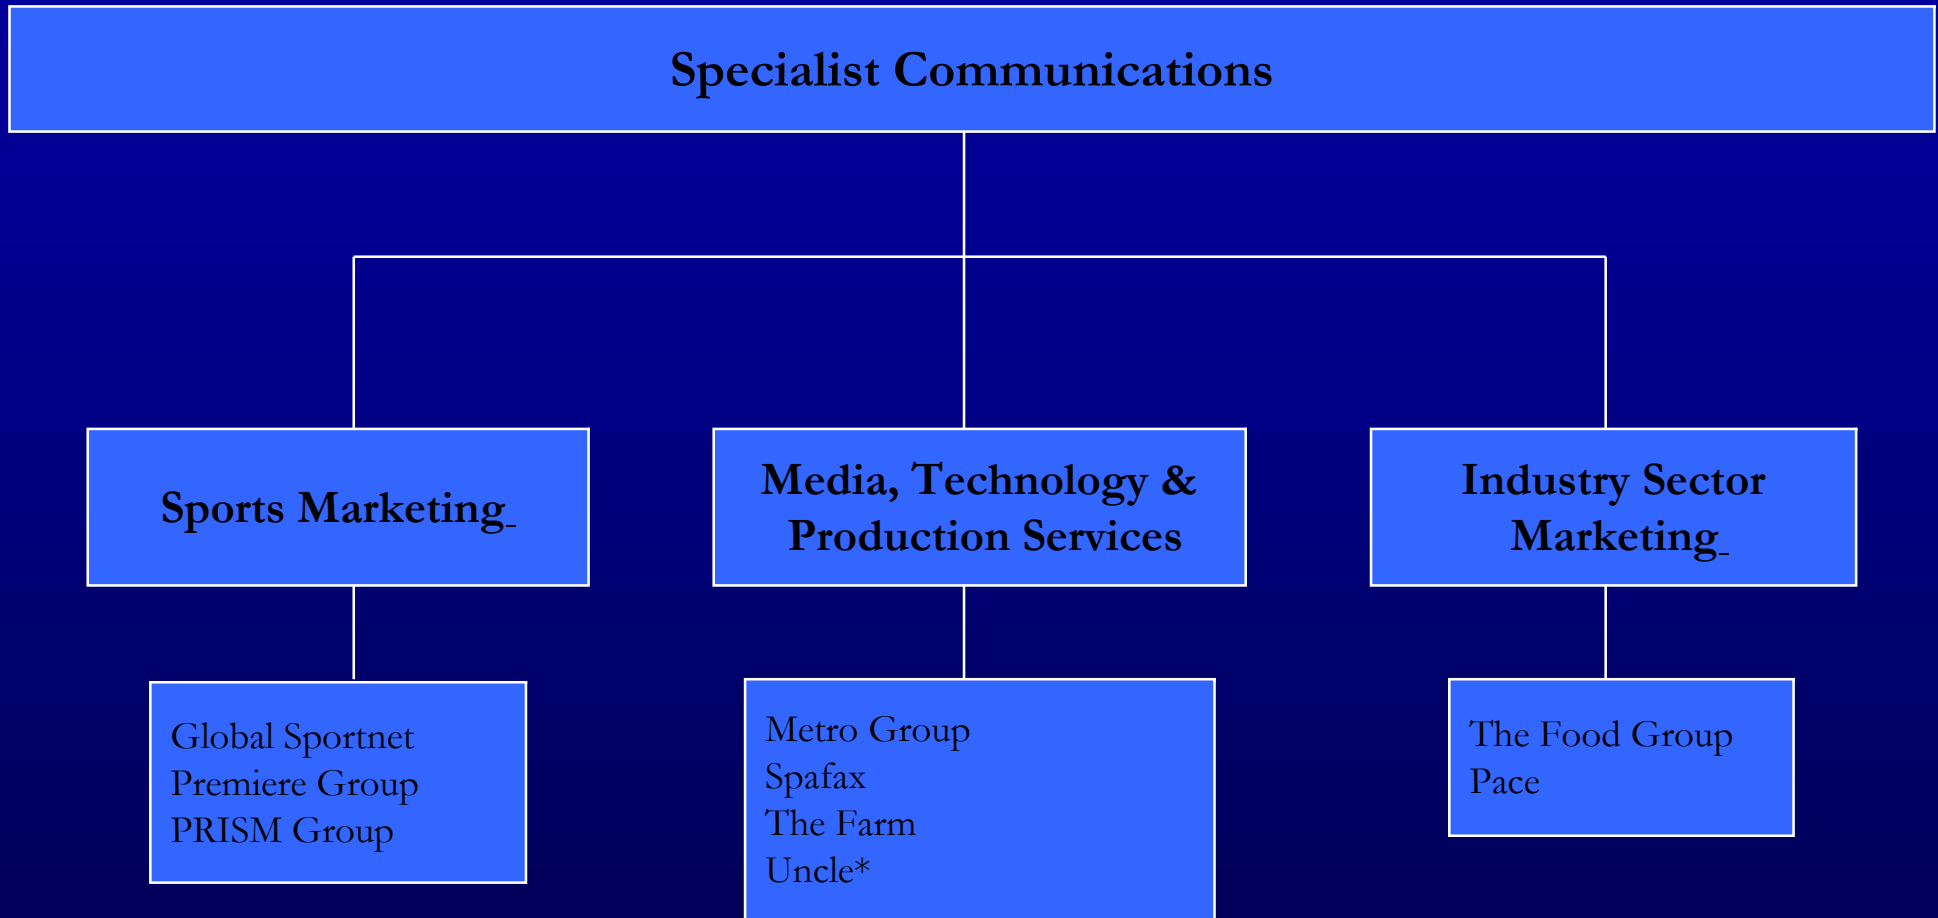 Specialist Communications
Sports Marketing
Media, Technology &
Production Services
Industry Sector
Marketing
Global Sportnet
Premiere Group
PRISM Group
Metro Group
Spafax
The Farm
Uncle*
The Food Group
Pace